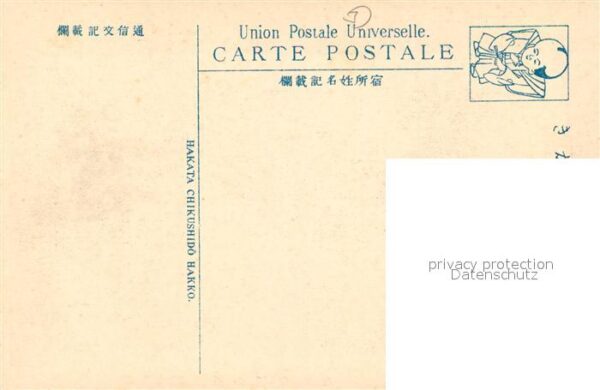 欄載記文信通
Union Postale Universelle.
CARTE POSTALE
欄載記名姓所宿
HAKATA CHIKUSHIDŌ HAKKO.
privacy protection
Datenschutz